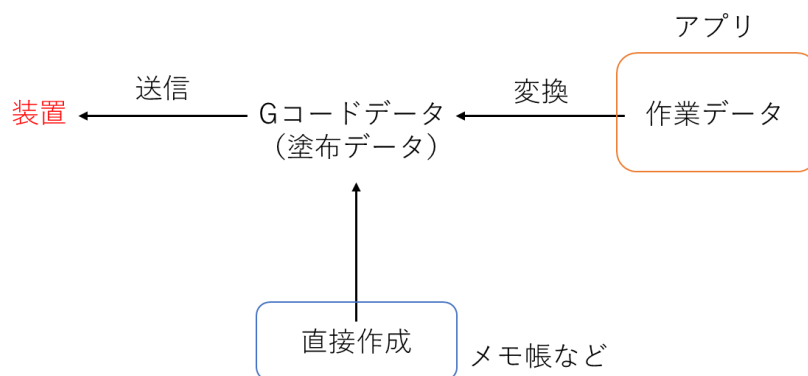 アプリ
送信
変換
装置
Gコードデータ
作業データ
(塗布データ)
直接作成
メモ帳など